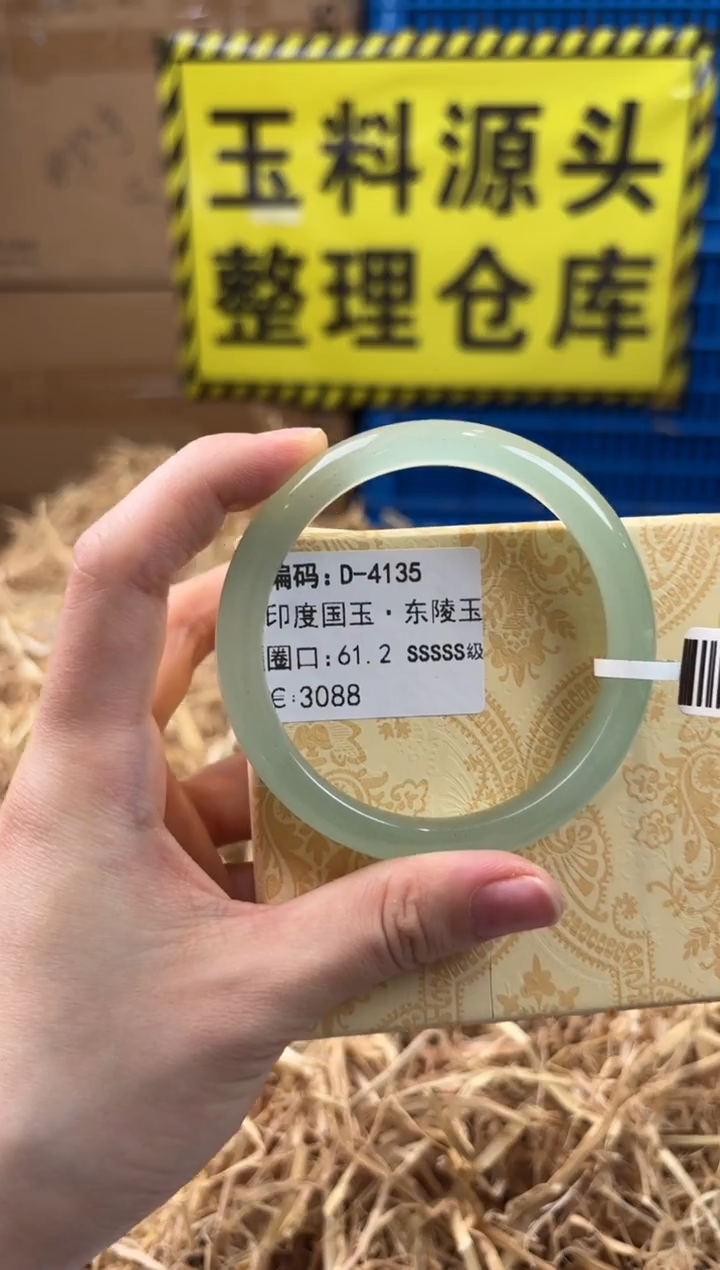 玉料源头
整理仓库
编码:D-4135
印度国玉·东陵玉
圈口:61.2 SSSSS级
€:3088